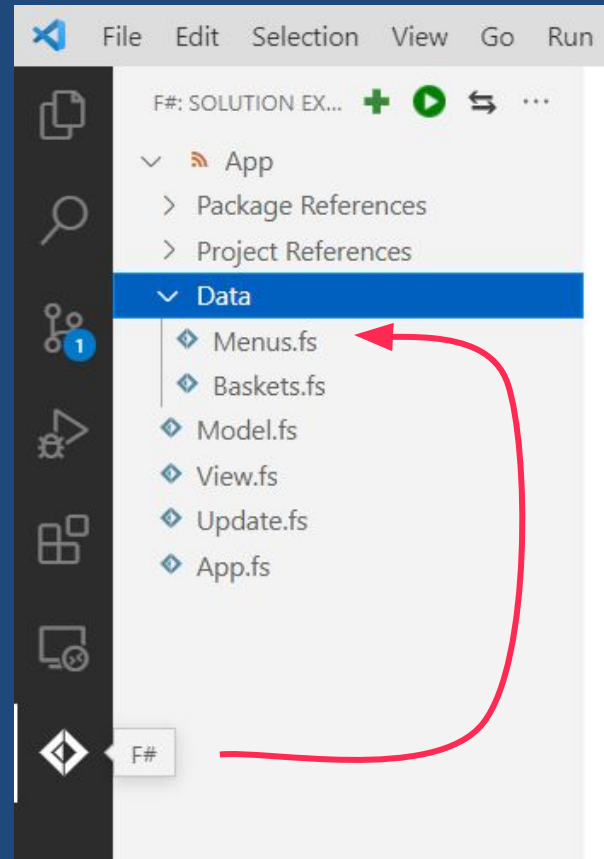 File Edit Selection View Go Run
F#: SOLUTION EX...
App
Package References
Project References
Data
Menus.fs
Baskets.fs
1
Model.fs
View.fs
Update.fs
App.fs
F#